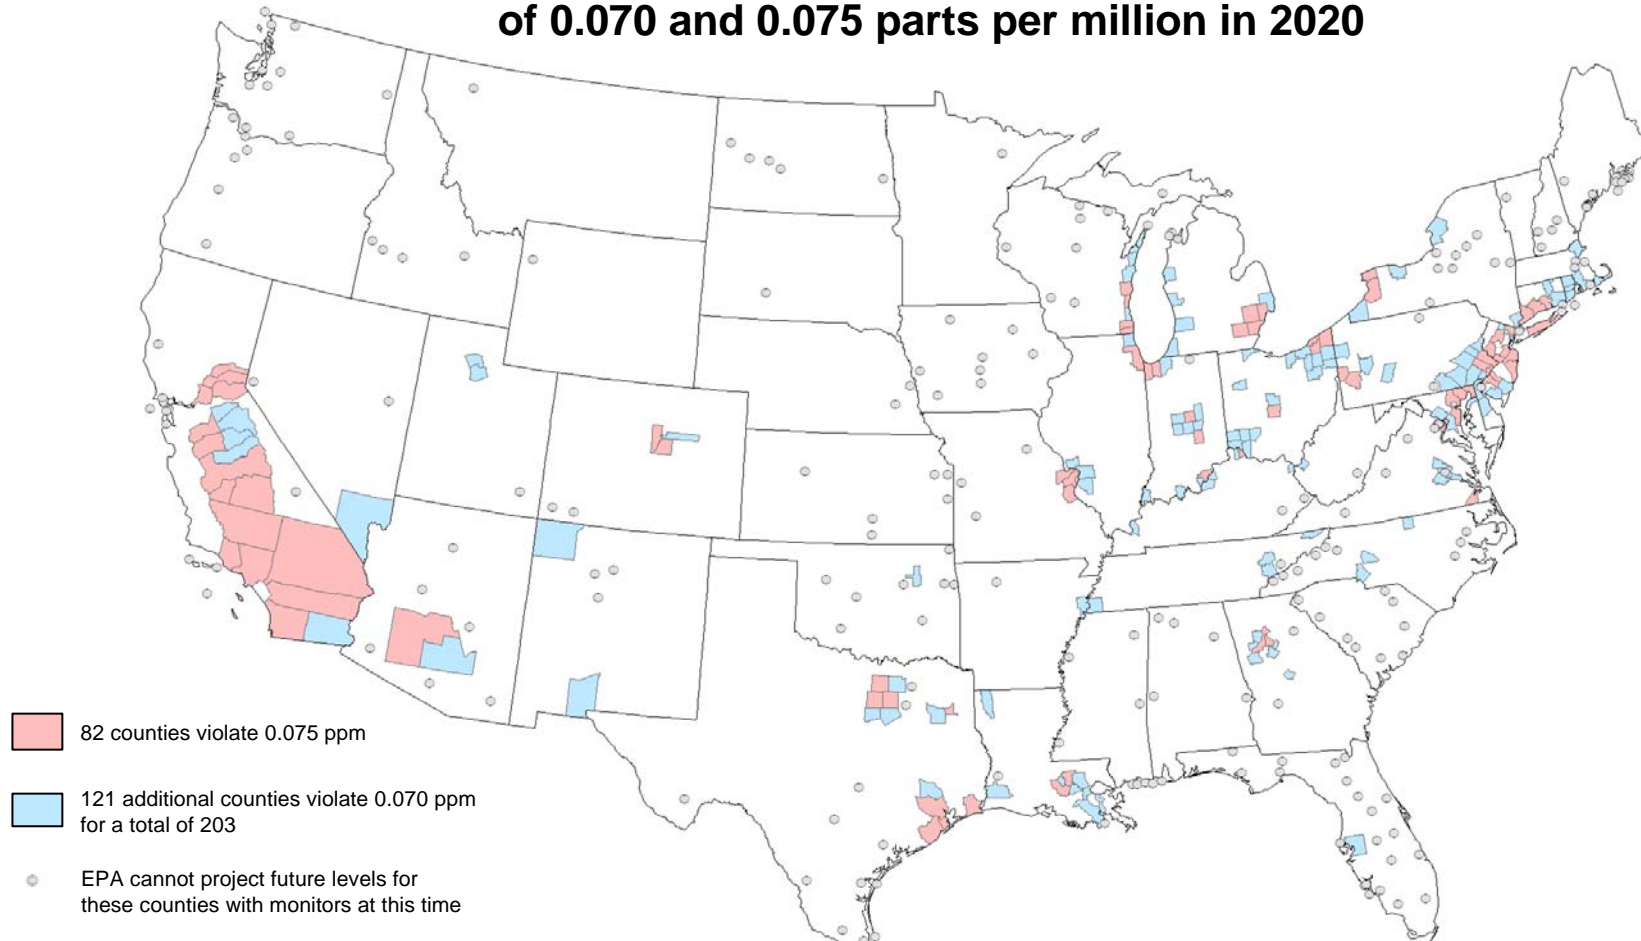 of 0.070 and 0.075 parts per million in 2020
82 counties violate 0.075 ppm
121 additional counties violate 0.070 ppm
for a total of 203
EPA cannot project future levels for
these counties with monitors at this time